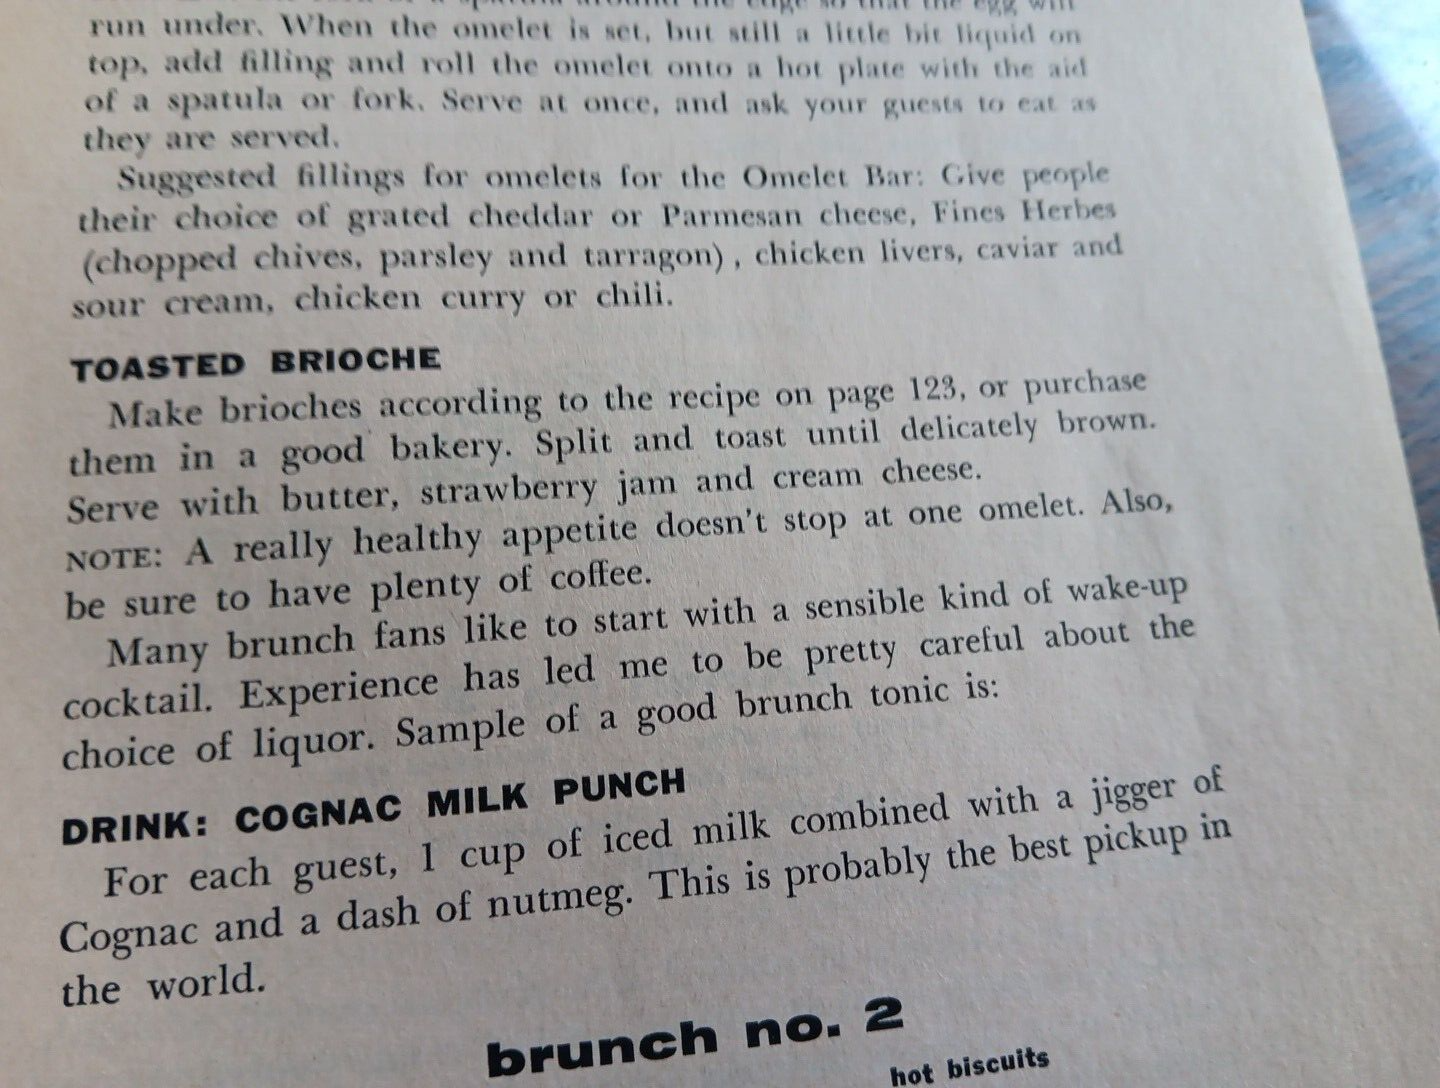 of a spatula around the edge so that the egg will
run under. When the omelet is set, but still a little bit liquid on
top, add filling and roll the omelet onto a hot plate with the aid
of a spatula or fork. Serve at once, and ask your guests to eat as
they are served.
Suggested fillings for omelets for the Omelet Bar: Give people
their choice of grated cheddar or Parmesan cheese, Fines Herbes
(chopped chives, parsley and tarragon), chicken livers, caviar and
sour cream, chicken curry or chili.
TOASTED BRIOCHE
Make brioches according to the recipe on page 123, or purchase
them in a good bakery. Split and toast until delicately brown.
Serve with butter, strawberry jam and cream cheese.
NOTE: A really healthy appetite doesn't stop at one omelet. Also,
be sure to have plenty of coffee.
Many brunch fans like to start with a sensible kind of wake-up
cocktail. Experience has led me to be pretty careful about the
choice of liquor. Sample of a good brunch tonic is:
DRINK: COGNAC MILK PUNCH
For each guest, 1 cup of iced milk combined with a jigger of
Cognac and a dash of nutmeg. This is probably the best pickup in
the world.
brunch no. 2
hot biscuits